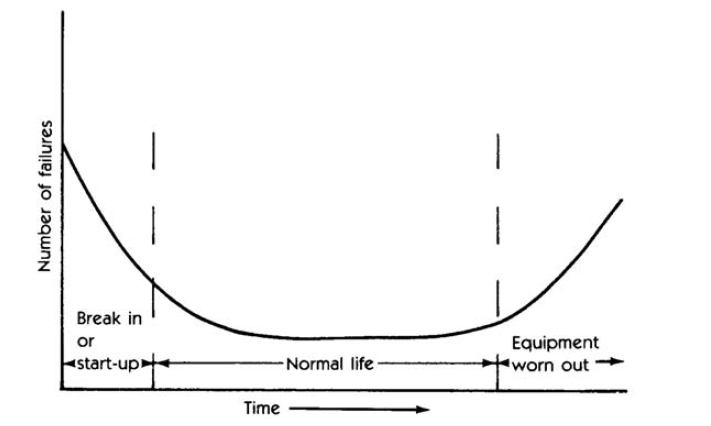 Number of failures
Break in
or
start-up
Normal life
Equipment
worn out
Time